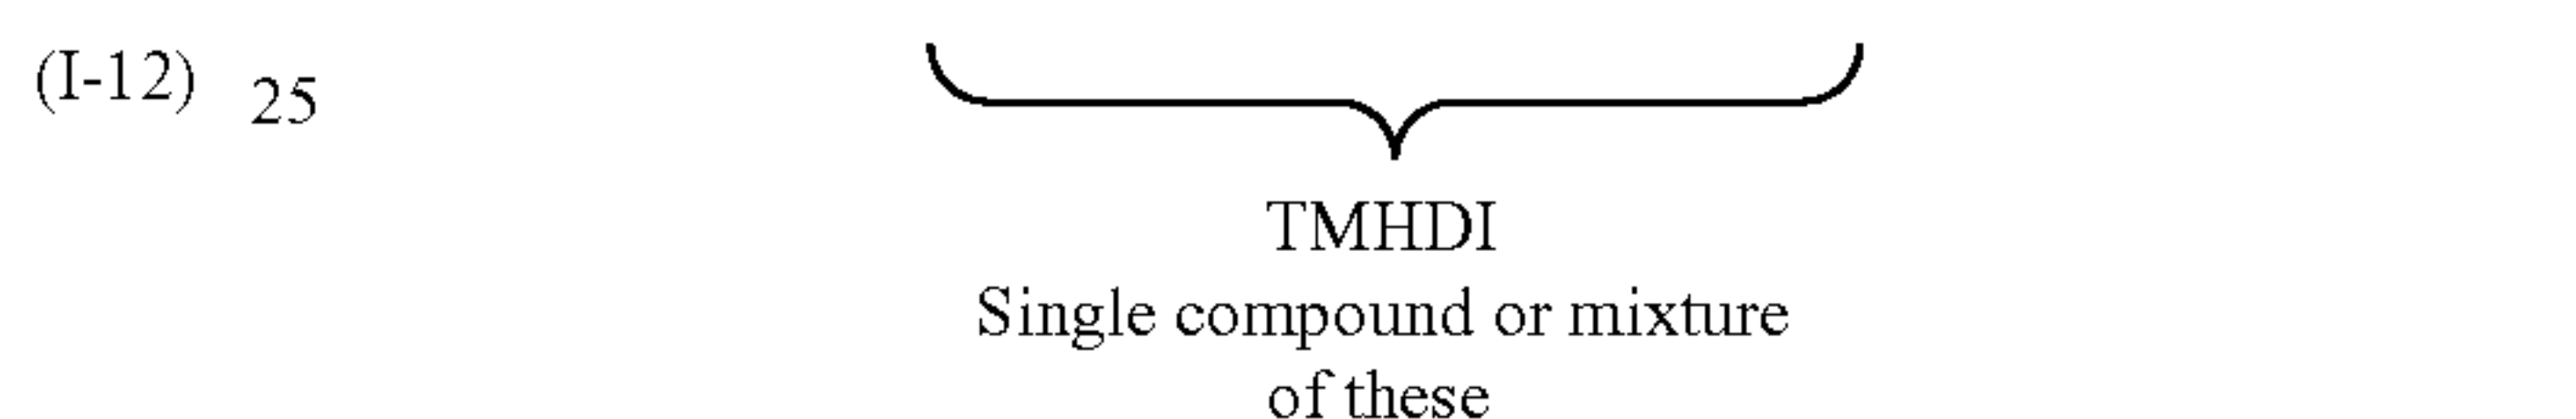 (I-12) 25
TMHDI
Single compound or mixture
of these